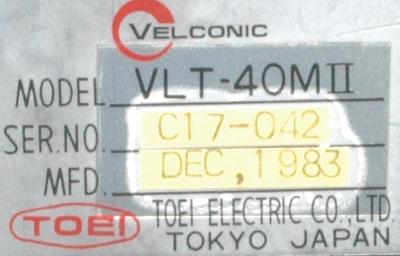 VELCONIC
MODEL VLT-40MII
SER.NO. C17-042
MFD. DEC, 1983
TOEI TOEI ELECTRIC CO.,LTD.
TOKYO JAPAN